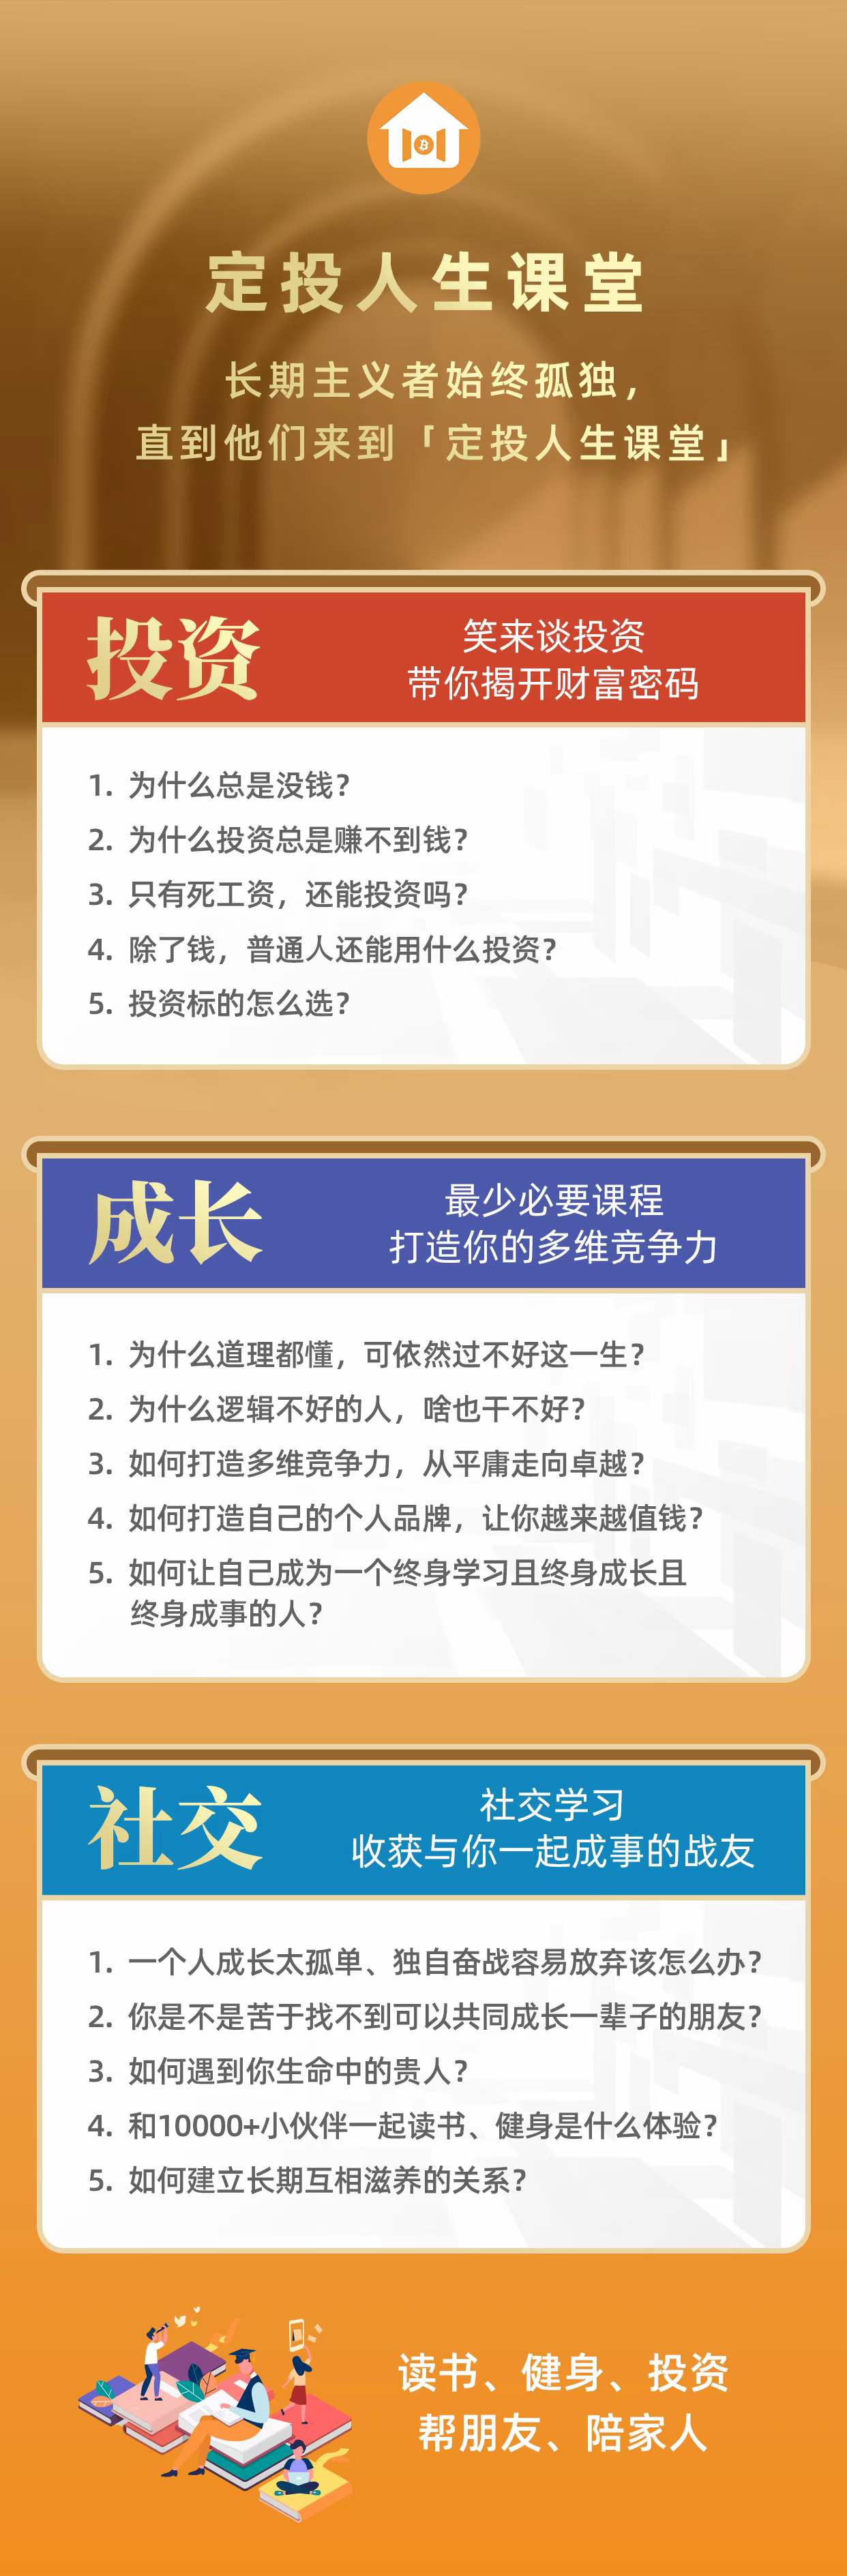 定投人生课堂
长期主义者始终孤独，
直到他们来到「定投人生课堂」
投资
笑来谈投资
带你揭开财富密码
1. 为什么总是没钱？
2. 为什么投资总是赚不到钱？
3. 只有死工资，还能投资吗？
4. 除了钱，普通人还能用什么投资？
5. 投资标的怎么选？
成长
最少必要课程
打造你的多维竞争力
1. 为什么道理都懂，可依然过不好这一生？
2. 为什么逻辑不好的人，啥也干不好？
3. 如何打造多维竞争力，从平庸走向卓越？
4. 如何打造自己的个人品牌，让你越来越值钱？
5. 如何让自己成为一个终身学习且终身成长且
终身成事的人？
社交
社交学习
收获与你一起成事的战友
1. 一个人成长太孤单、独自奋战容易放弃该怎么办？
2. 你是不是苦于找不到可以共同成长一辈子的朋友？
3. 如何遇到你生命中的贵人？
4. 和10000+小伙伴一起读书、健身是什么体验？
5. 如何建立长期互相滋养的关系？
读书、健身、投资
帮朋友、陪家人